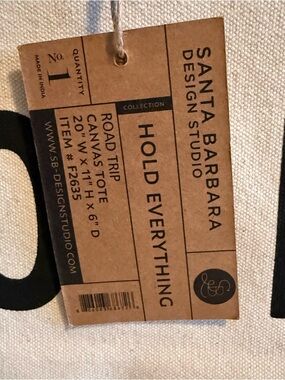 SANTA BARBARA
DESIGN STUDIO
COLLECTION
HOLD EVERYTHING
ROAD TRIP
CANVAS TOTE
20" W X 11" H X 6" D
ITEM # F2635
QUANTITY
No. 1
MADE IN INDIA
WWW.SB-DESIGNSTUDIO.COM